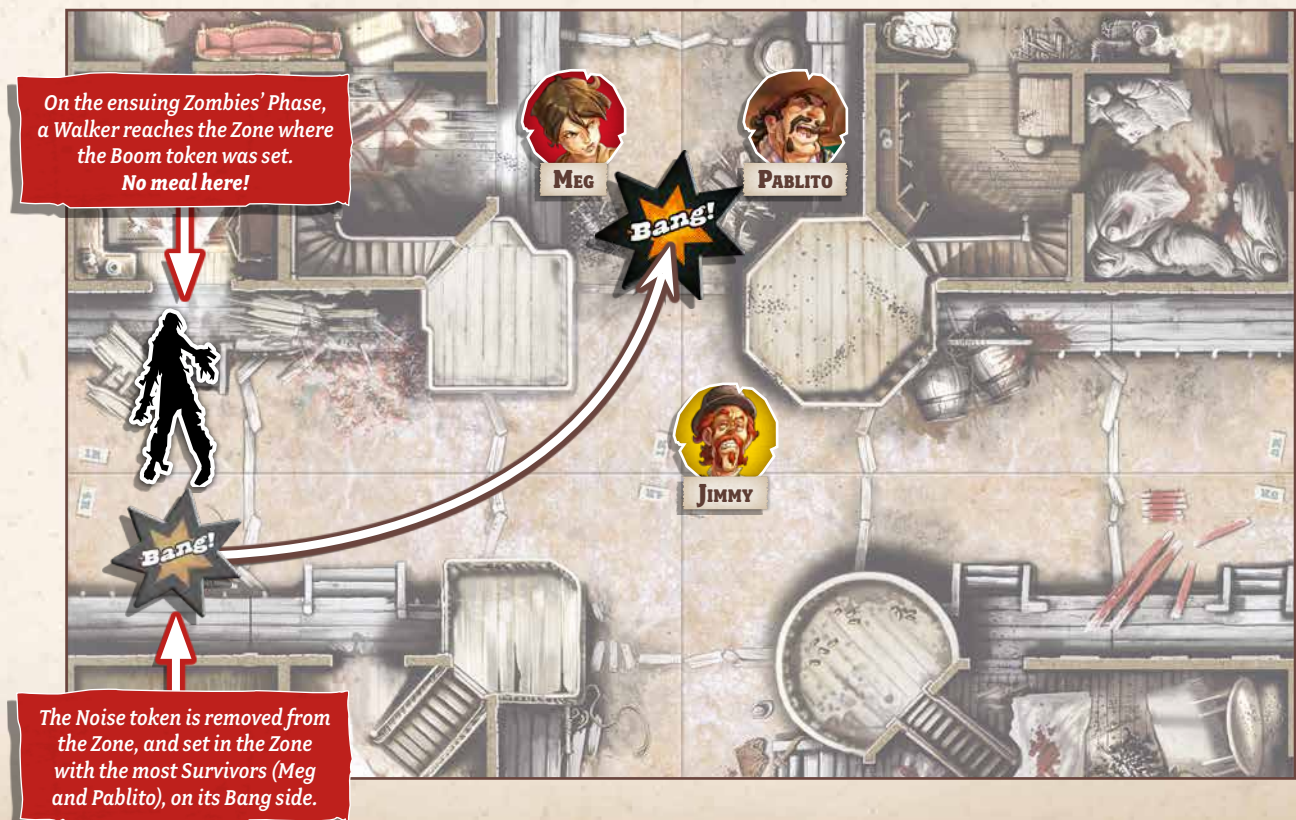 On the ensuing Zombies' Phase,
a Walker reaches the Zone where
the Boom token was set.
No meal here!
MEG
PABLITO
Bang!
JIMMY
Bang!
The Noise token is removed from
the Zone, and set in the Zone
with the most Survivors (Meg
and Pablito), on its Bang side.